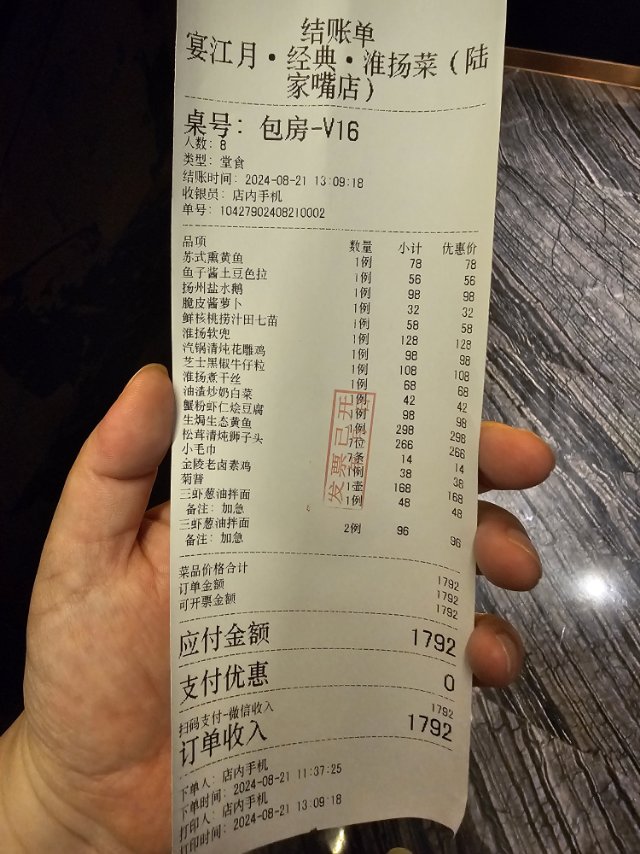 结账单
宴江月·经典·淮扬菜（陆
家嘴店）
桌号: 包房-V16
人数: 8
类型: 堂食
结账时间: 2024-08-21 13:09:18
收银员: 店内手机
单号: 10427902408210002
品项 数量 小计 优惠价
苏式熏黄鱼 1例 78 78
鱼子酱土豆色拉 1例 56 56
扬州盐水鹅 1例 98 98
脆皮酱萝卜 1例 32 32
鲜核桃捞汁田七苗 1例 58 58
淮扬软兜 1例 128 128
汽锅清炖花雕鸡 1例 98 98
芝士黑椒牛仔粒 1例 108 108
淮扬煮干丝 1例 68 68
油渣炒奶白菜 1例 42 42
蟹粉虾仁烩豆腐 1例 98 98
生焗生态黄鱼 1例 298 298
松茸清炖狮子头 7位 266 266
小毛巾 7条 14 14
金陵老卤素鸡 1例 38 38
菊普 1壶 168 168
三虾葱油拌面 1例 48 48
备注: 加急
三虾葱油拌面 2例 96 96
备注: 加急
发票已开
菜品价格合计 1792
订单金额 1792
可开票金额 1792
应付金额 1792
支付优惠 0
扫码支付-微信收入 1792
订单收入 1792
下单人: 店内手机
下单时间: 2024-08-21 11:37:25
打印人: 店内手机
打印时间: 2024-08-21 13:09:18